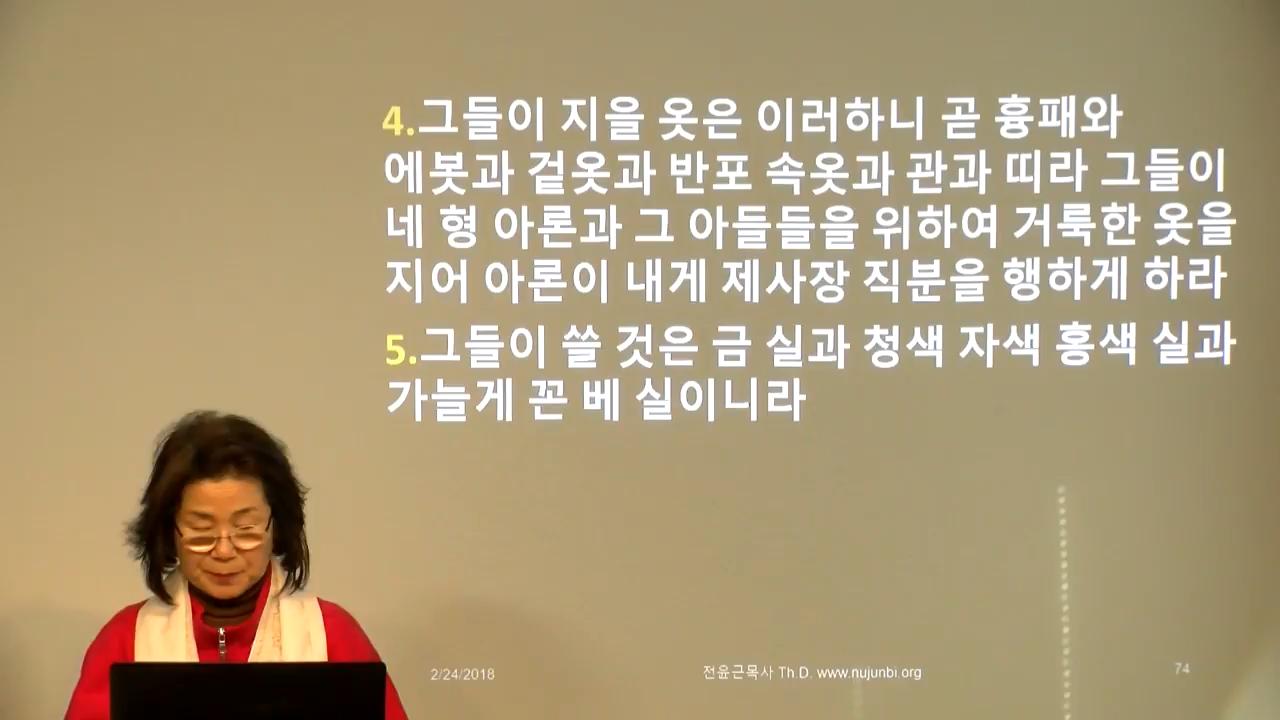 4.그들이 지을 옷은 이러하니 곧 흉패와
에봇과 겉옷과 반포 속옷과 관과 띠라 그들이
네 형 아론과 그 아들들을 위하여 거룩한 옷을
지어 아론이 내게 제사장 직분을 행하게 하라
5.그들이 쓸 것은 금 실과 청색 자색 홍색 실과
가늘게 꼰 베 실이니라
2/24/2018 전윤근목사 Th.D. www.nujunbi.org 74